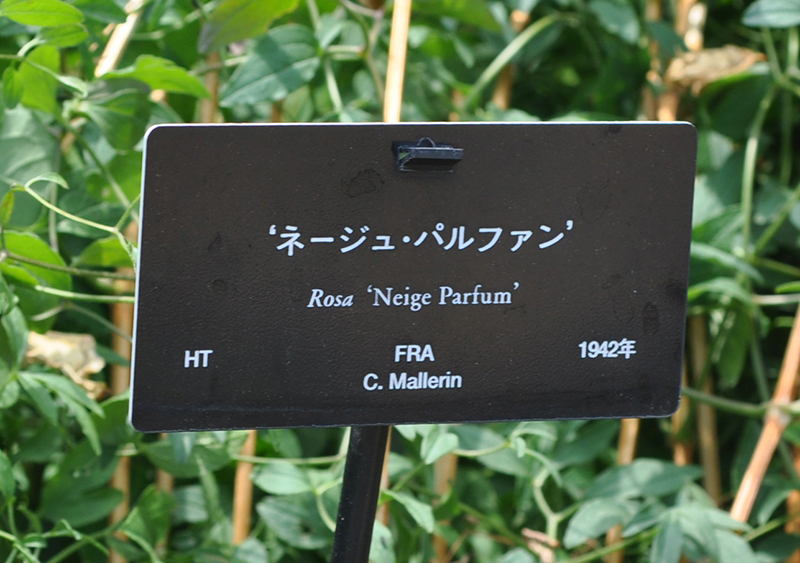 ‘ネージュ・パルファン’
Rosa ‘Neige Parfum’
HT FRA 1942年
C. Mallerin